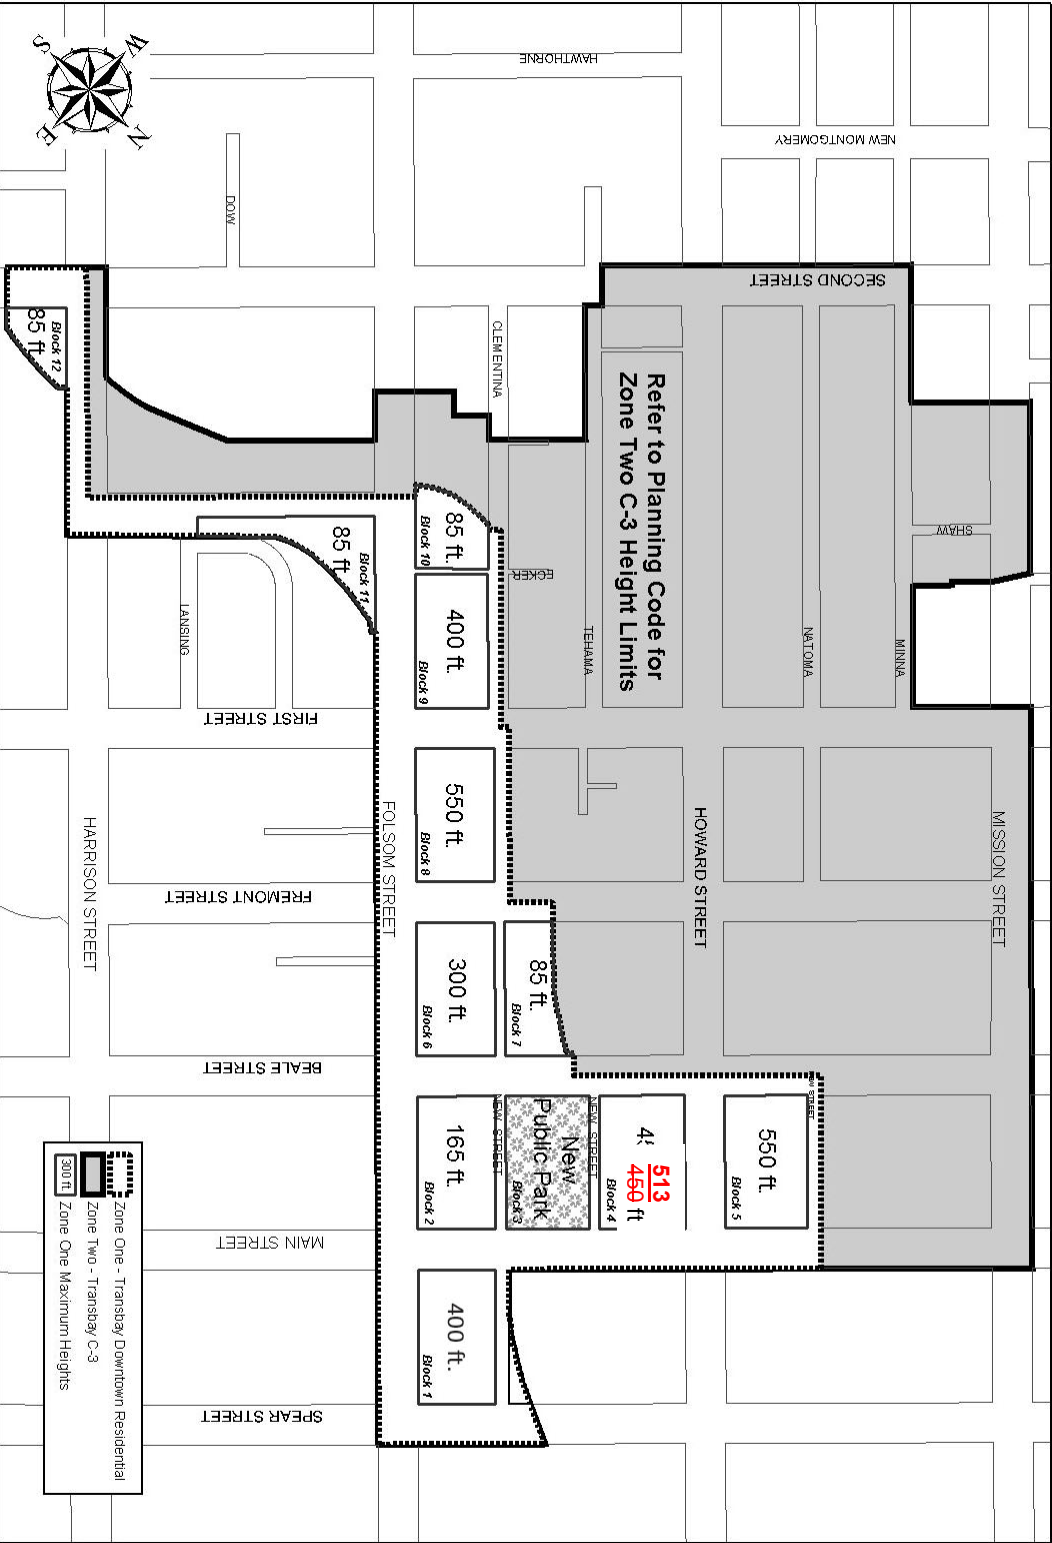 W
S
N
E
HAWTHORNE
NEW MONTGOMERY
DOW
SECOND STREET
Block 12
85 ft.
CLEMENTINA
Refer to Planning Code for
Zone Two C-3 Height Limits
SHAW
85 ft.
Block 10
ECKER
Block 11
85 ft.
400 ft.
Block 9
LANSING
TEHAMA
NATOMA
MINNA
FIRST STREET
550 ft.
Block 8
FOLSOM STREET
HARRISON STREET
HOWARD STREET
MISSION STREET
FREMONT STREET
300 ft.
Block 6
85 ft.
Block 7
BEALE STREET
165 ft.
Block 2
NEW STREET
New
Public Park
Block 3
NEW STREET
513
450 ft
Block 4
550 ft.
Block 5
STREET
MAIN STREET
400 ft.
Block 1
SPEAR STREET
Zone One - Transbay Downtown Residential
Zone Two - Transbay C-3
300 ft.
Zone One Maximum Heights